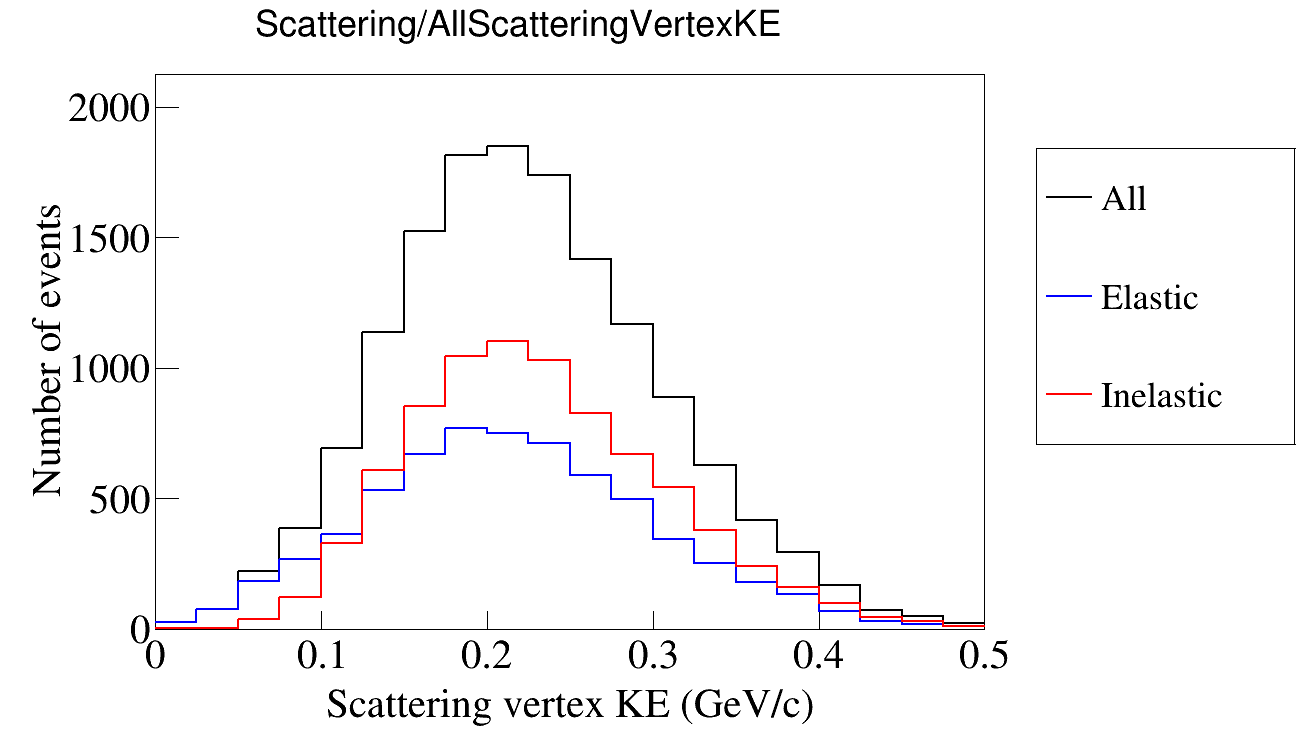 Scattering/AllScatteringVertexKE
2000
1500
1000
500
0
Number of events
0 0.1 0.2 0.3 0.4 0.5
Scattering vertex KE (GeV/c)
All
Elastic
Inelastic